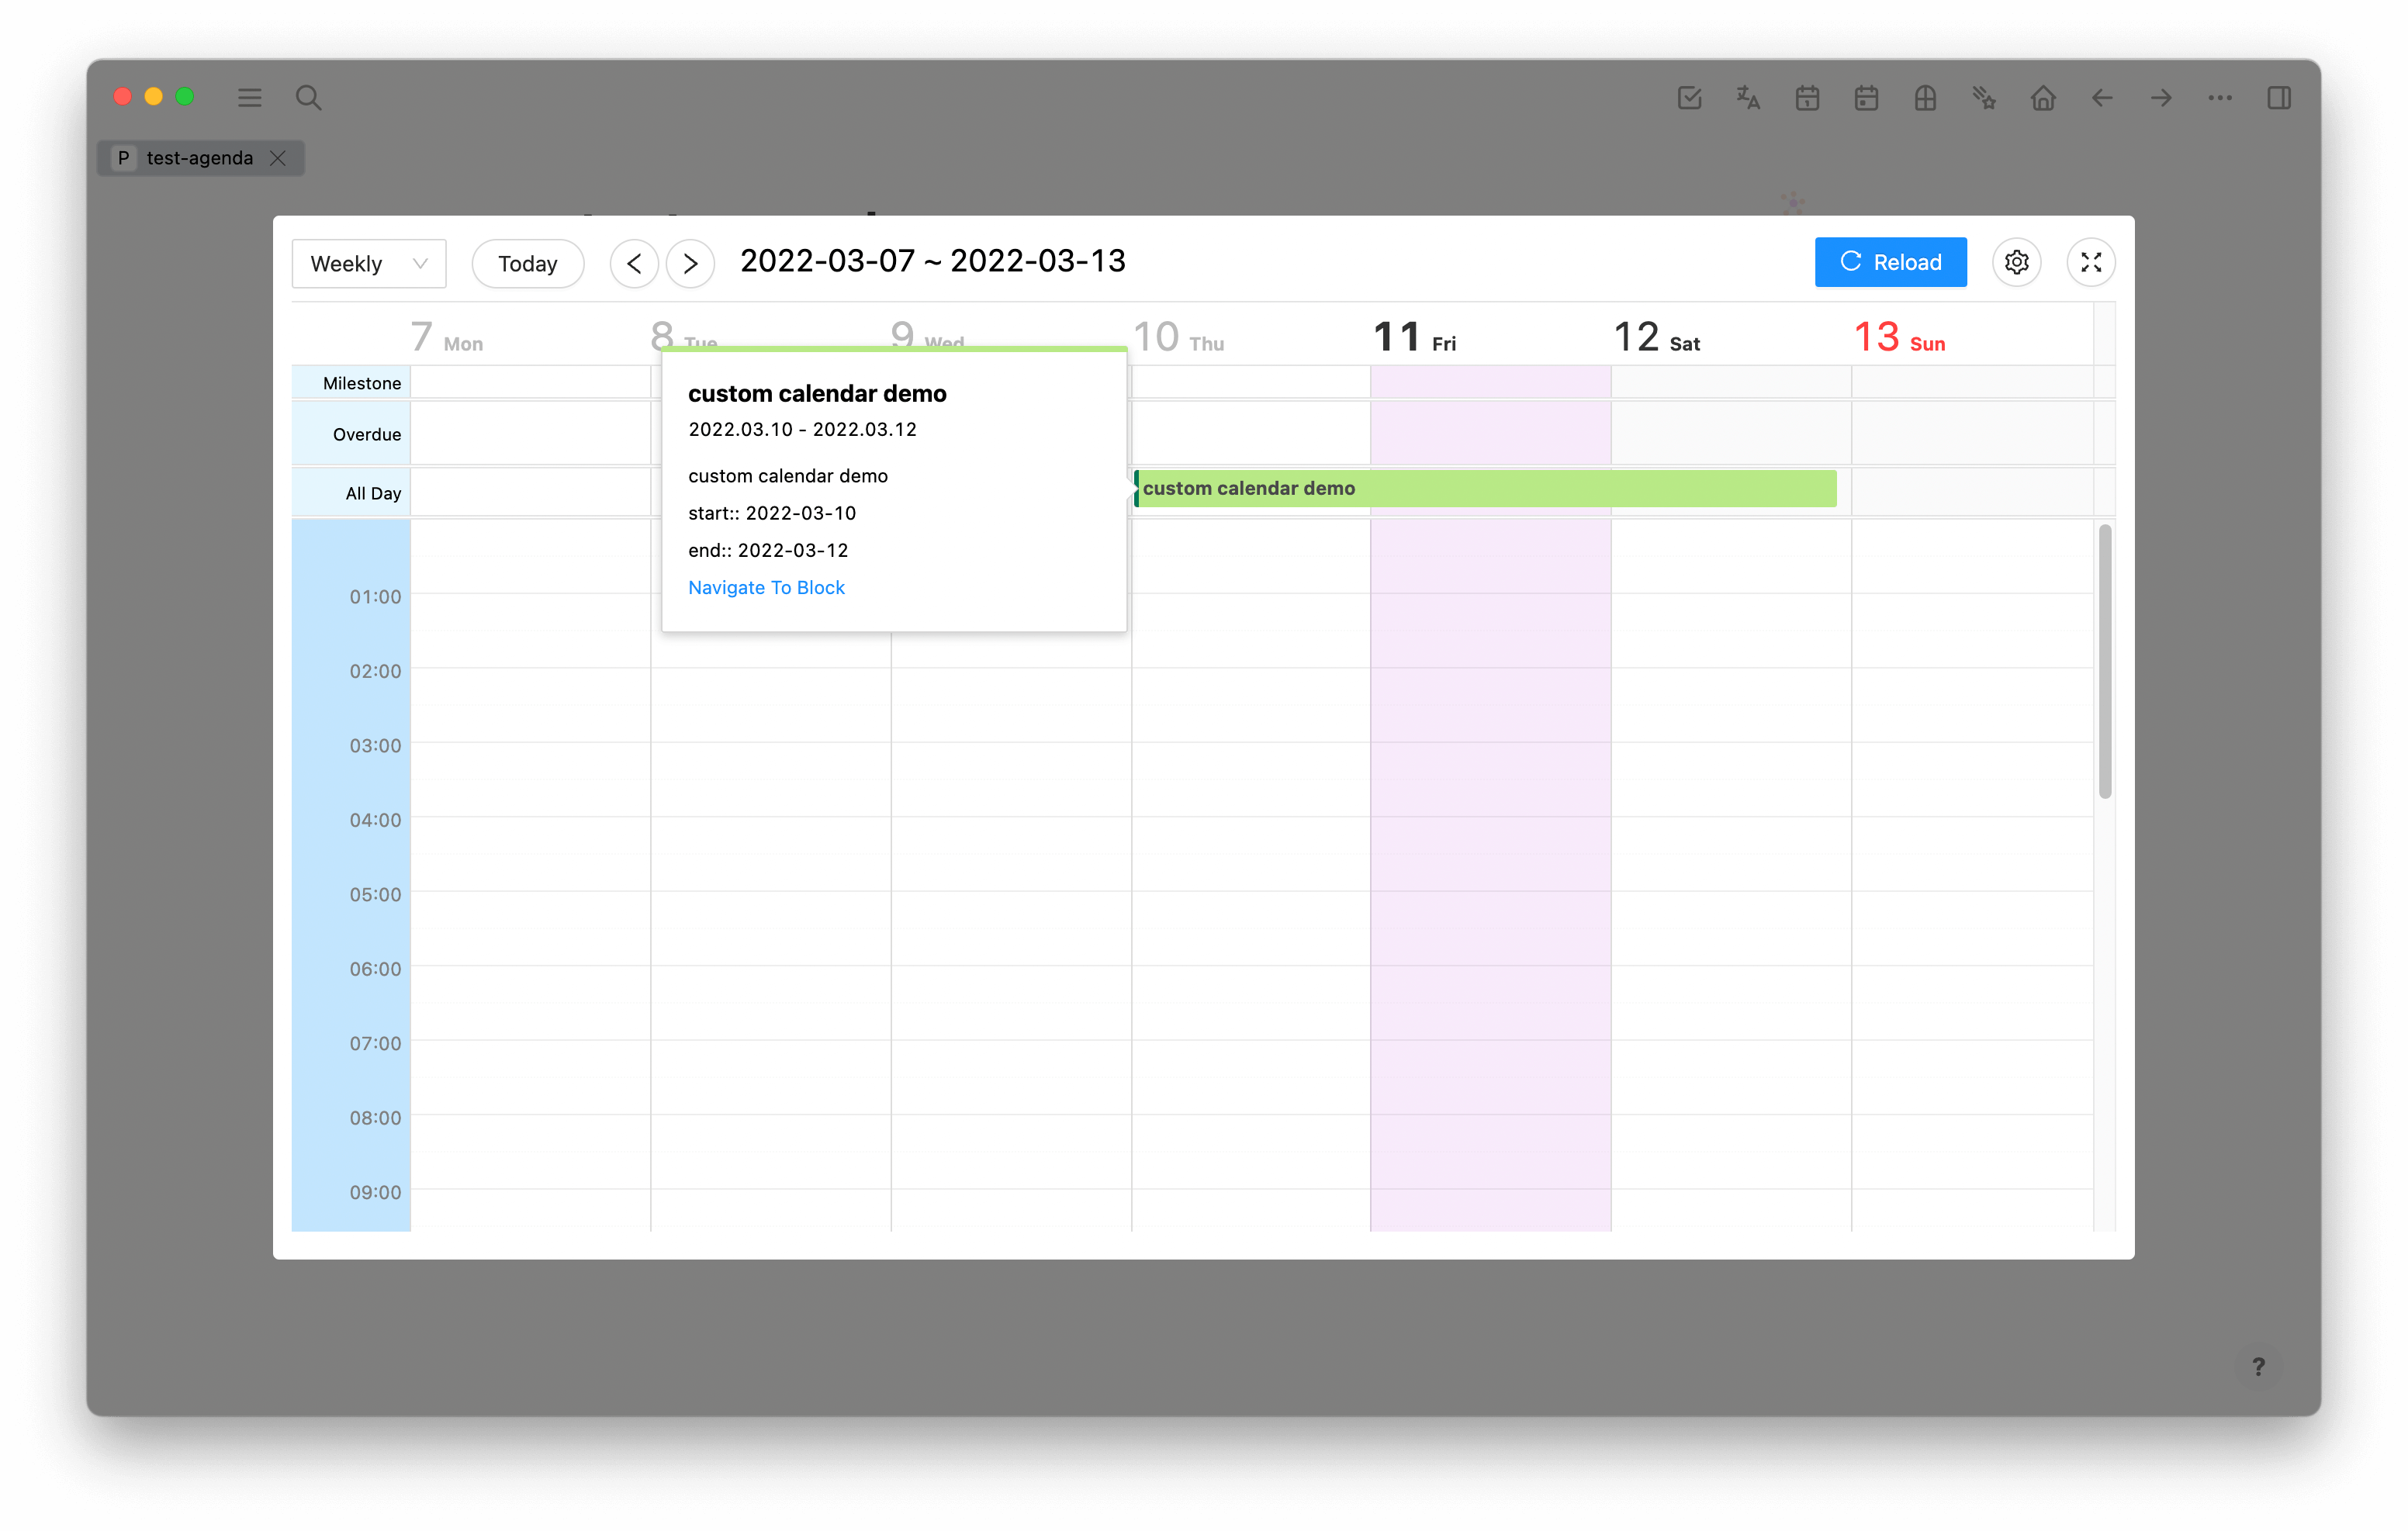 P test-agenda
Weekly Today 2022-03-07 ~ 2022-03-13 Reload
7 Mon 8 Tue 9 Wed 10 Thu 11 Fri 12 Sat 13 Sun
Milestone
Overdue
All Day
custom calendar demo
custom calendar demo
2022.03.10 - 2022.03.12
custom calendar demo
start:: 2022-03-10
end:: 2022-03-12
Navigate To Block
01:00
02:00
03:00
04:00
05:00
06:00
07:00
08:00
09:00
?